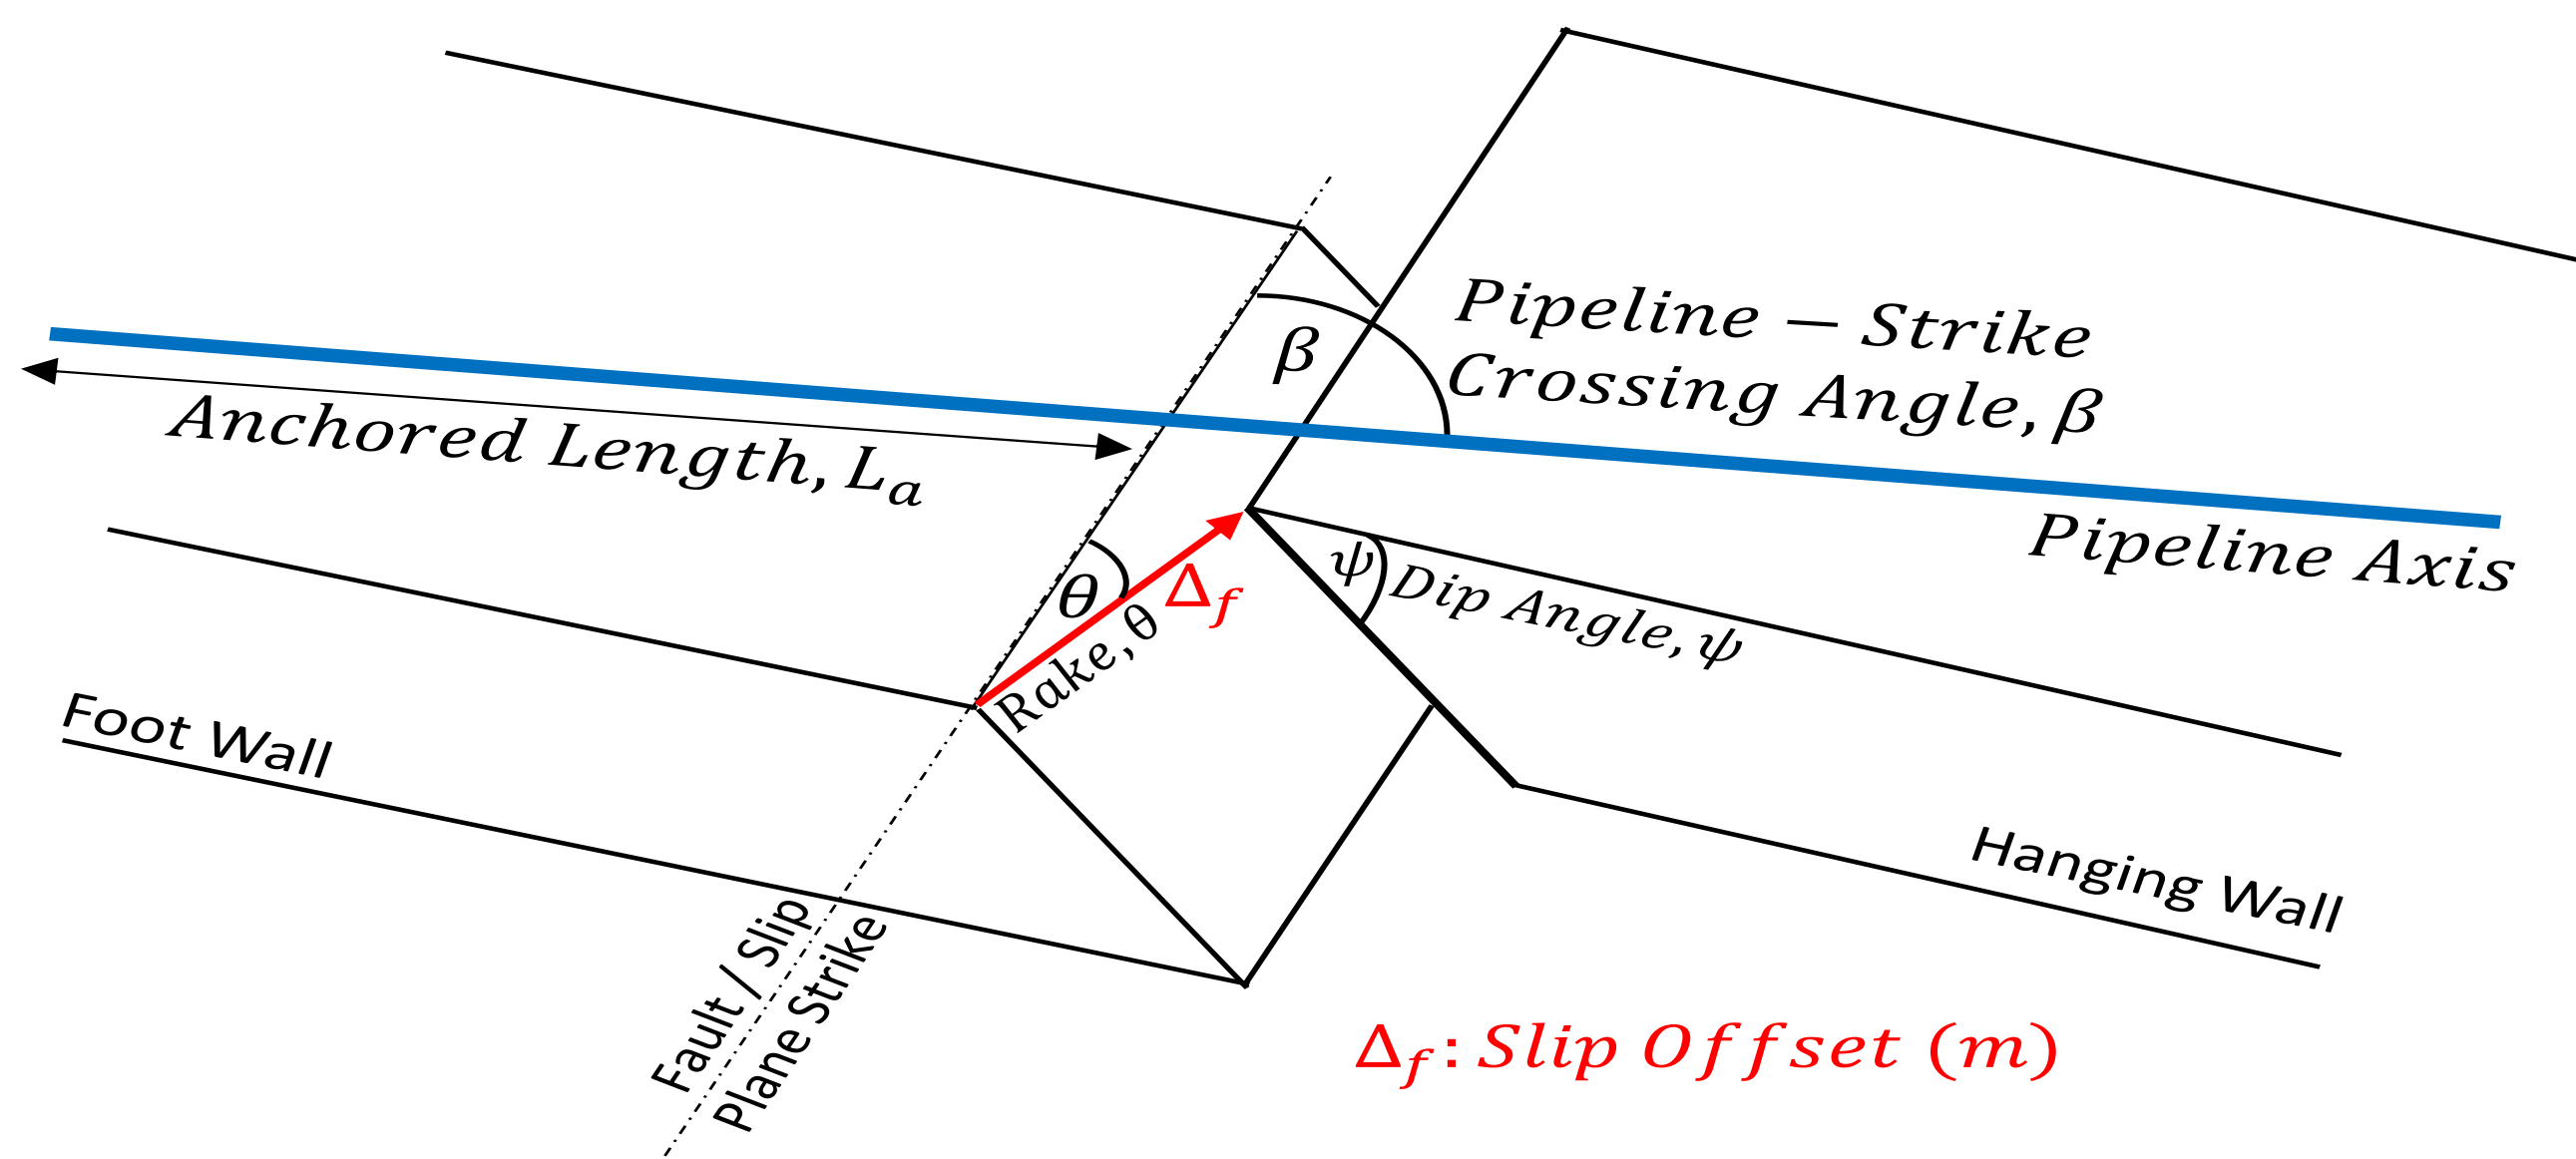 Pipeline − Strike
Crossing Angle, β
β
Anchored Length, Lₐ
Pipeline Axis
θ
Δf
Rake, θ
ψ
Dip Angle, ψ
Foot Wall
Hanging Wall
Fault / Slip
Plane Strike
Δf : Slip Offset (m)